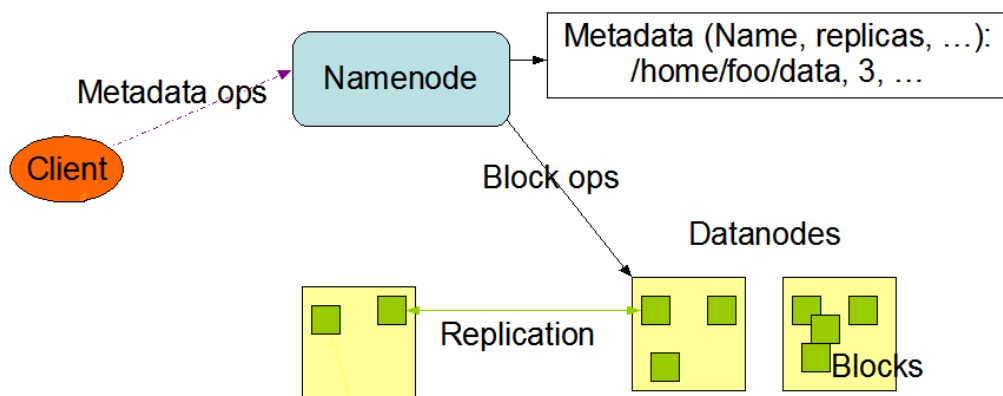 Metadata (Name, replicas, …):
/home/foo/data, 3, …
Namenode
Metadata ops
Client
Block ops
Datanodes
Replication
Blocks